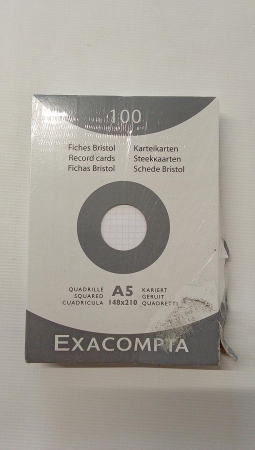 100
Fiches Bristol Karteikarten
Record cards Steekkaarten
Fichas Bristol Schede Bristol
QUADRILLE A5 KARIERT
SQUARED 148x210 GERUIT
CUADRICULA QUADRETTI
EXACOMPTA